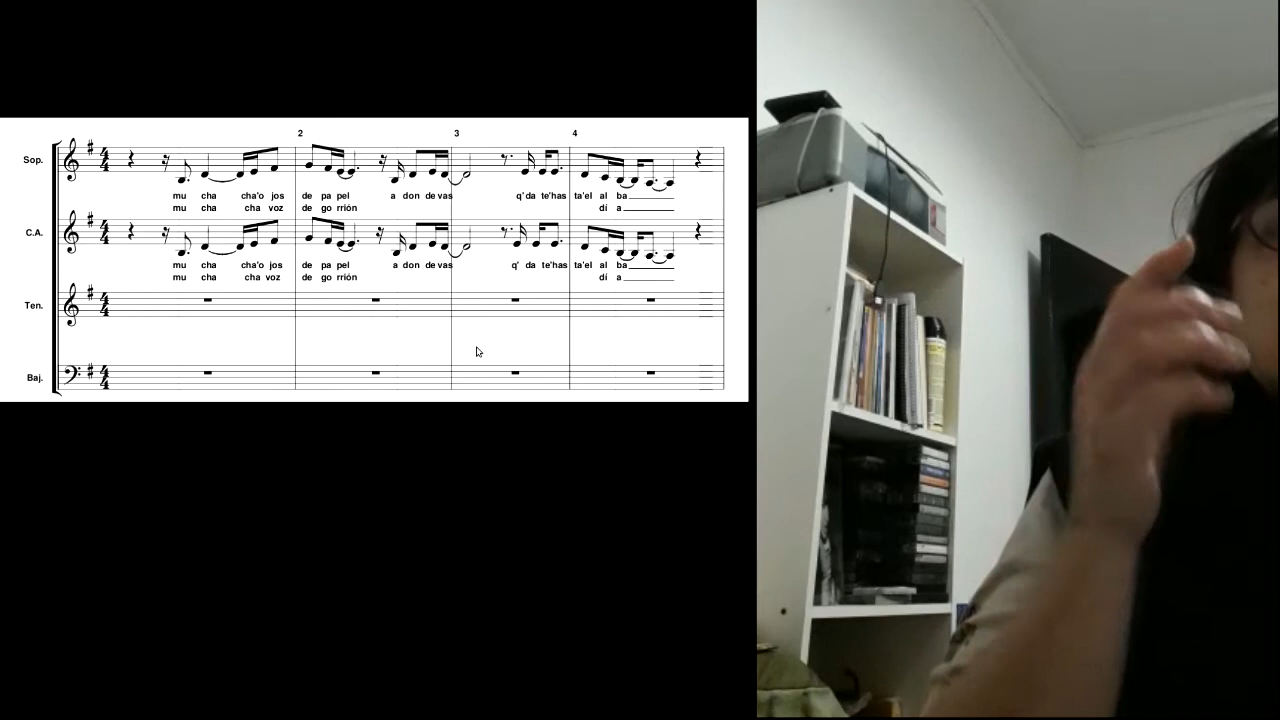 2 3 4
Sop.
mu cha cha'o jos de pa pel a don de vas q'da te'has ta'el al ba
mu cha cha voz de go rrión dí a
C.A.
mu cha cha'o jos de pa pel a don de vas q' da te'has ta'el al ba
mu cha cha voz de go rrión dí a
Ten.
Baj.